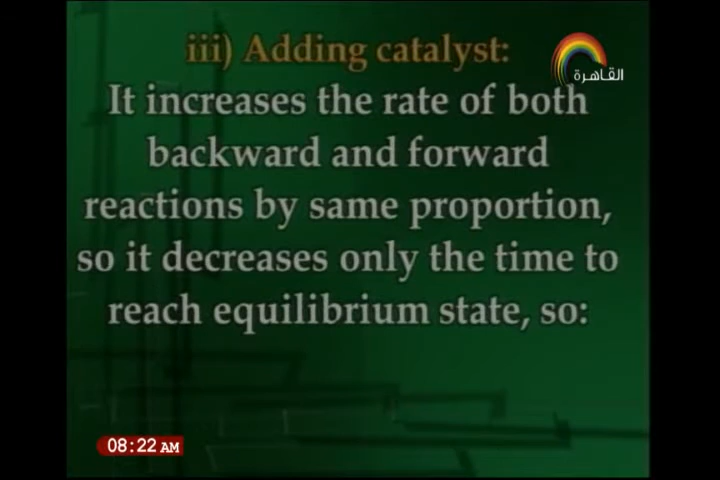 iii) Adding catalyst:
القاهرة
It increases the rate of both
backward and forward
reactions by same proportion,
so it decreases only the time to
reach equilibrium state, so:
08:22 AM